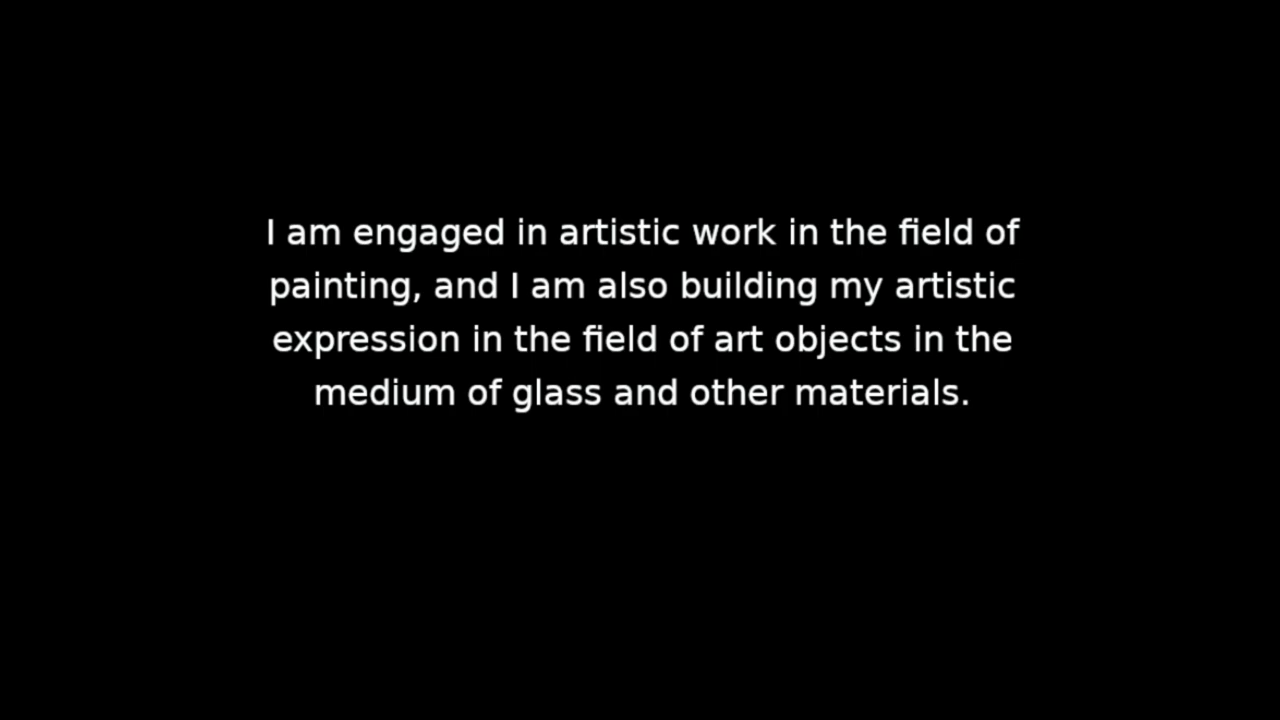 I am engaged in artistic work in the field of
painting, and I am also building my artistic
expression in the field of art objects in the
medium of glass and other materials.